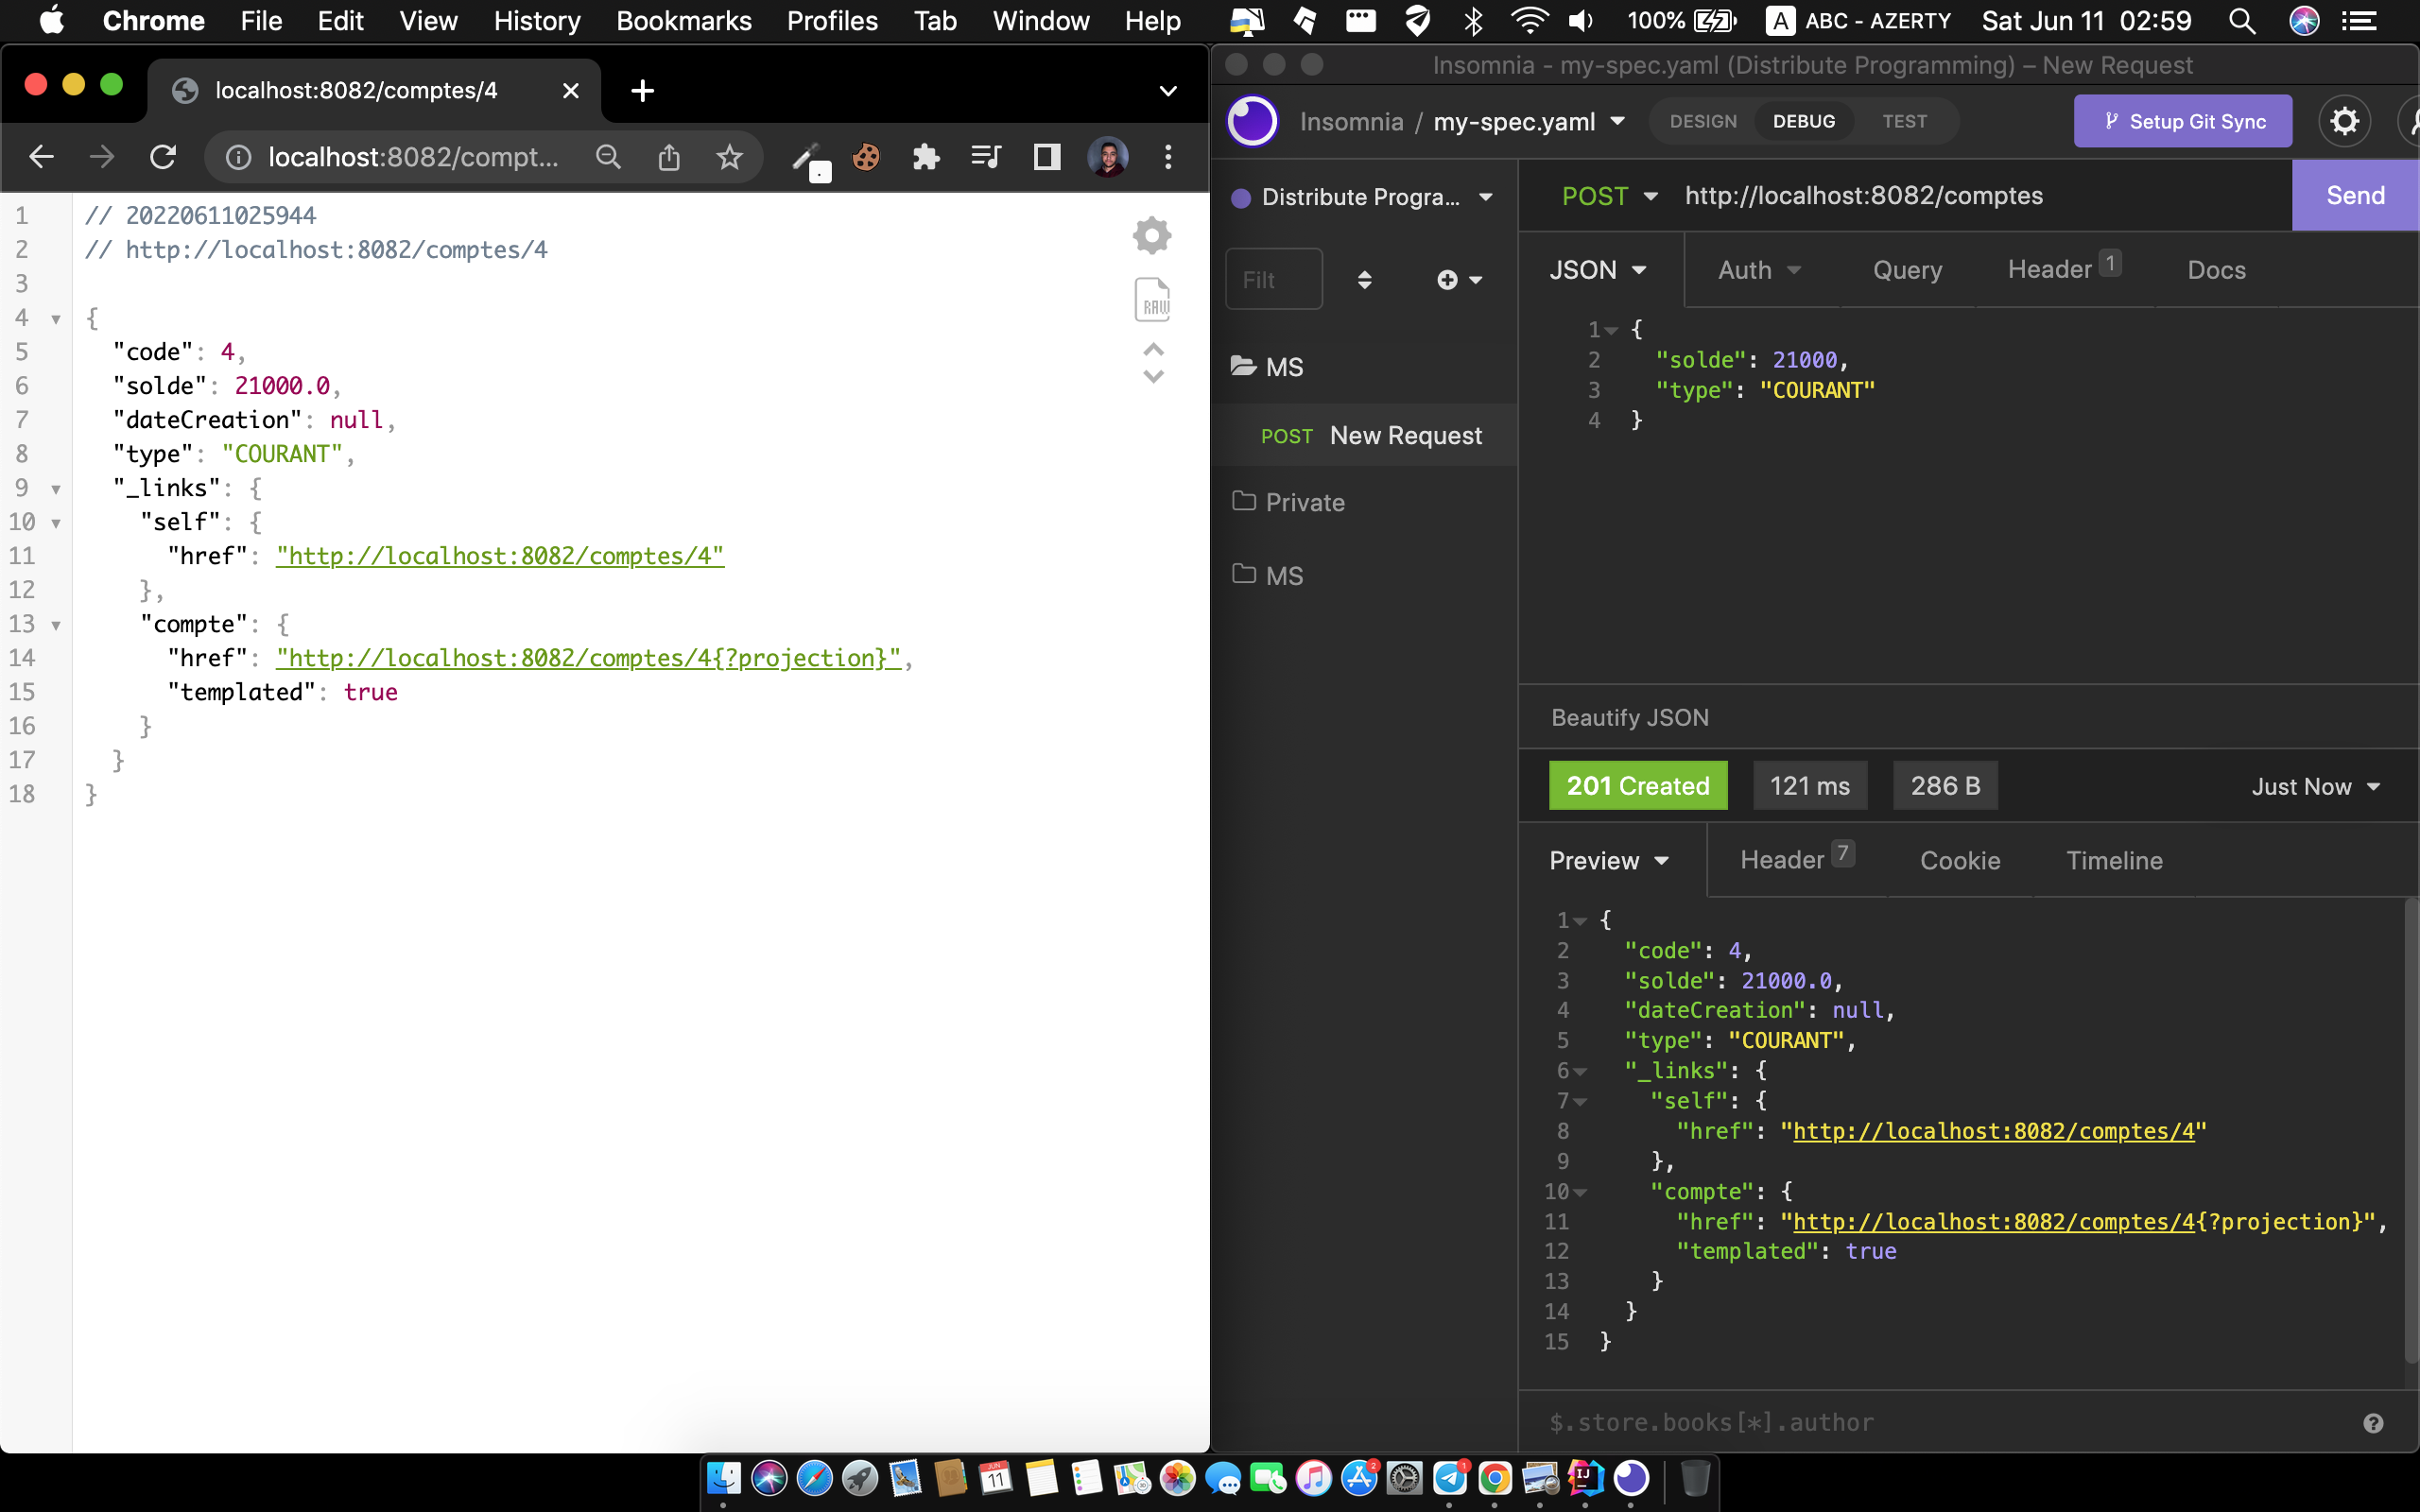 Chrome File Edit View History Bookmarks Profiles Tab Window Help 100% A ABC - AZERTY Sat Jun 11 02:59
localhost:8082/comptes/4
localhost:8082/compt...
1 // 20220611025944
2 // http://localhost:8082/comptes/4
3
4 {
5 "code": 4,
6 "solde": 21000.0,
7 "dateCreation": null,
8 "type": "COURANT",
9 "_links": {
10 "self": {
11 "href": "http://localhost:8082/comptes/4"
12 },
13 "compte": {
14 "href": "http://localhost:8082/comptes/4{?projection}",
15 "templated": true
16 }
17 }
18 }
RAW
Insomnia - my-spec.yaml (Distribute Programming) – New Request
Insomnia / my-spec.yaml DESIGN DEBUG TEST Setup Git Sync
Distribute Progra...
Filt
MS
POST New Request
Private
MS
POST http://localhost:8082/comptes Send
JSON Auth Query Header 1 Docs
1 {
2 "solde": 21000,
3 "type": "COURANT"
4 }
Beautify JSON
201 Created 121 ms 286 B Just Now
Preview Header 7 Cookie Timeline
1 {
2 "code": 4,
3 "solde": 21000.0,
4 "dateCreation": null,
5 "type": "COURANT",
6 "_links": {
7 "self": {
8 "href": "http://localhost:8082/comptes/4"
9 },
10 "compte": {
11 "href": "http://localhost:8082/comptes/4{?projection}",
12 "templated": true
13 }
14 }
15 }
$.store.books[*].author
JUN
11
2
1
IJ